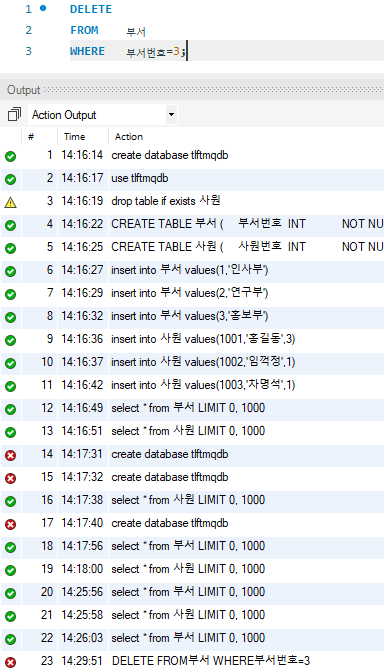 1 DELETE
2 FROM 부서
3 WHERE 부서번호=3;
Output
Action Output
# Time Action
1 14:16:14 create database tlftmqdb
2 14:16:17 use tlftmqdb
3 14:16:19 drop table if exists 사원
4 14:16:22 CREATE TABLE 부서 ( 부서번호 INT NOT NU
5 14:16:25 CREATE TABLE 사원 ( 사원번호 INT NOT NU
6 14:16:27 insert into 부서 values(1,'인사부')
7 14:16:29 insert into 부서 values(2,'연구부')
8 14:16:32 insert into 부서 values(3,'홍보부')
9 14:16:36 insert into 사원 values(1001,'홍길동',3)
10 14:16:37 insert into 사원 values(1002,'임꺽정',1)
11 14:16:42 insert into 사원 values(1003,'자명석',1)
12 14:16:49 select * from 부서 LIMIT 0, 1000
13 14:16:51 select * from 사원 LIMIT 0, 1000
14 14:17:31 create database tlftmqdb
15 14:17:32 create database tlftmqdb
16 14:17:38 select * from 사원 LIMIT 0, 1000
17 14:17:40 create database tlftmqdb
18 14:17:56 select * from 부서 LIMIT 0, 1000
19 14:18:00 select * from 사원 LIMIT 0, 1000
20 14:25:56 select * from 부서 LIMIT 0, 1000
21 14:25:58 select * from 사원 LIMIT 0, 1000
22 14:26:03 select * from 부서 LIMIT 0, 1000
23 14:29:51 DELETE FROM부서 WHERE부서번호=3